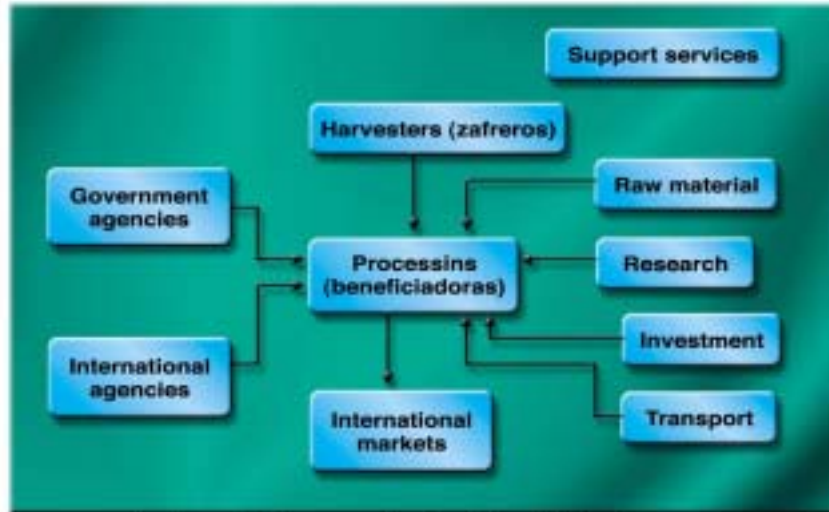 Support services
Harvesters (zafreros)
Government
agencies
Raw material
Processins
(beneficiadoras)
Research
International
agencies
Investment
International
markets
Transport